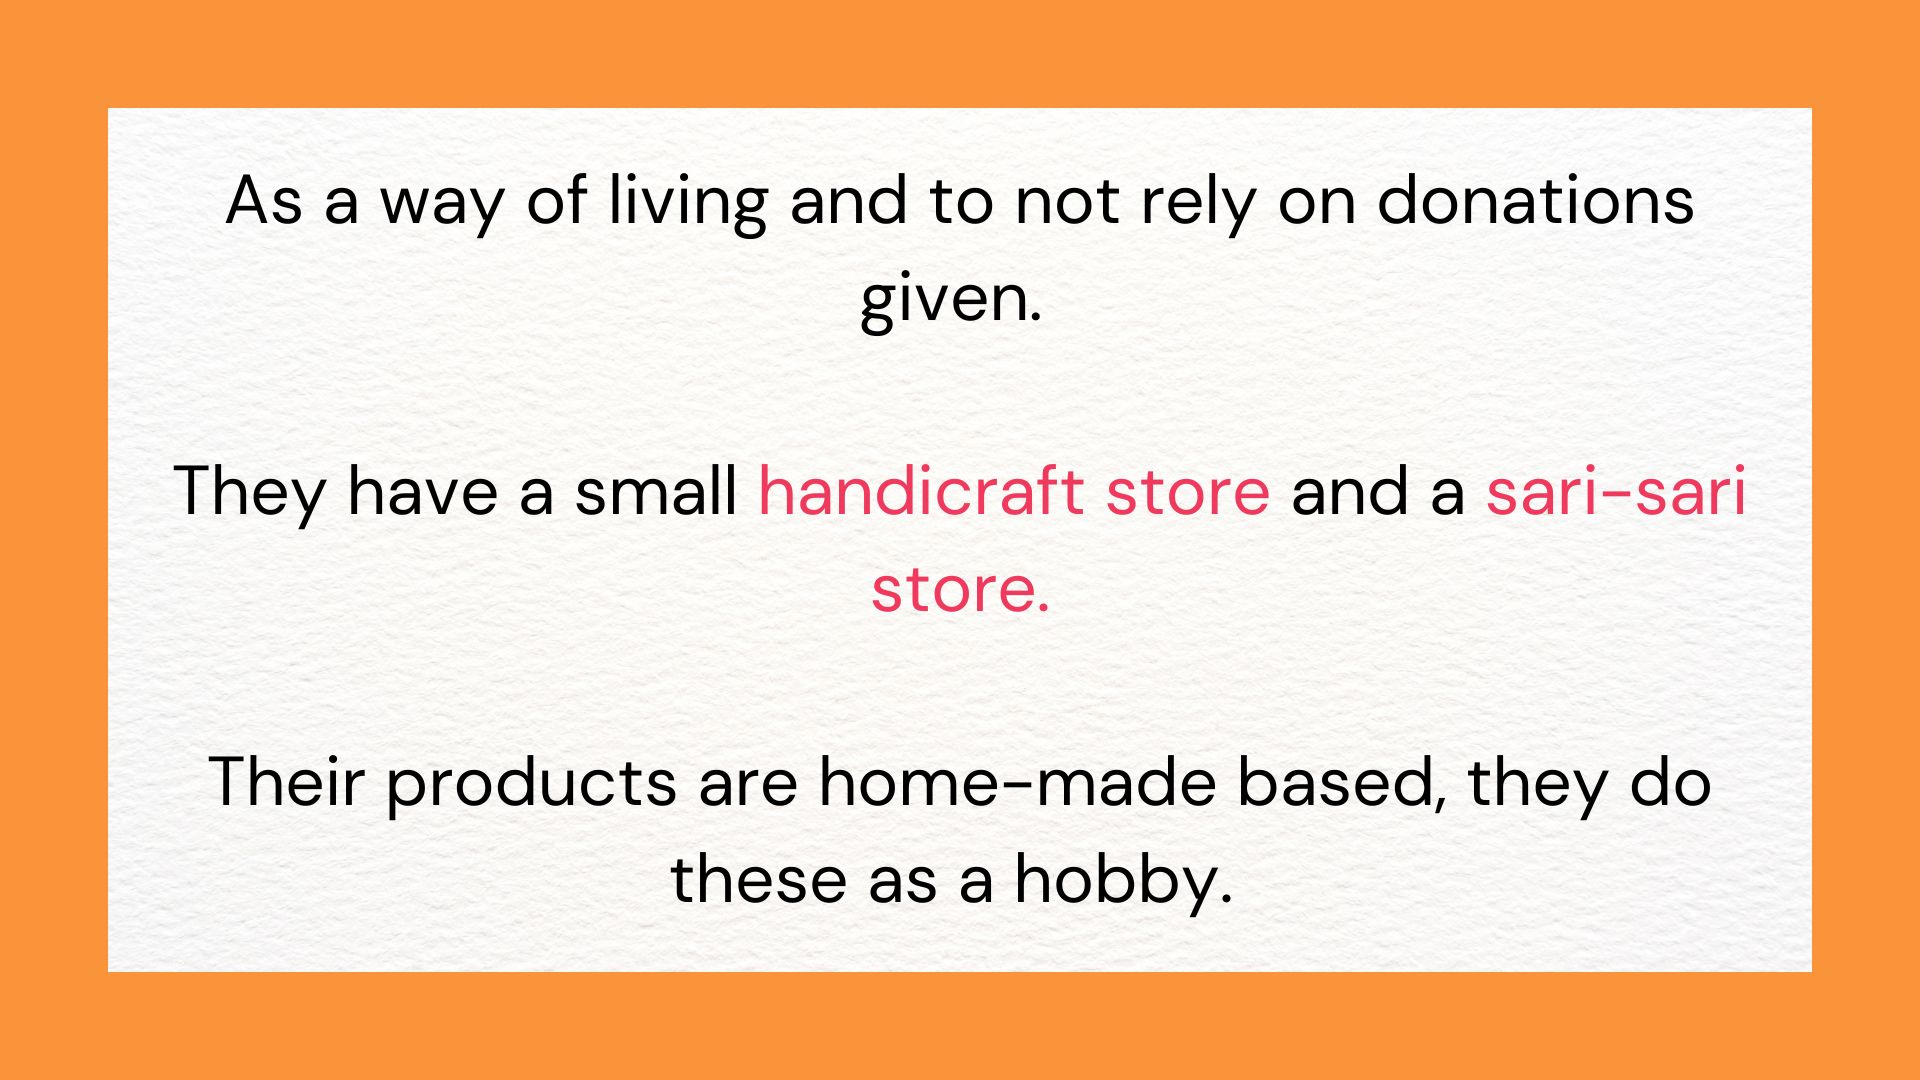 As a way of living and to not rely on donations
given.
They have a small handicraft store and a sari-sari
store.
Their products are home-made based, they do
these as a hobby.